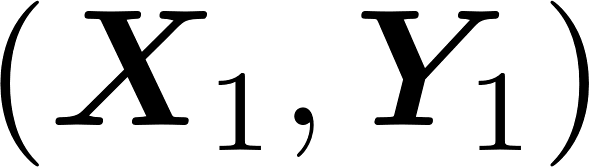 (X₁, Y₁)